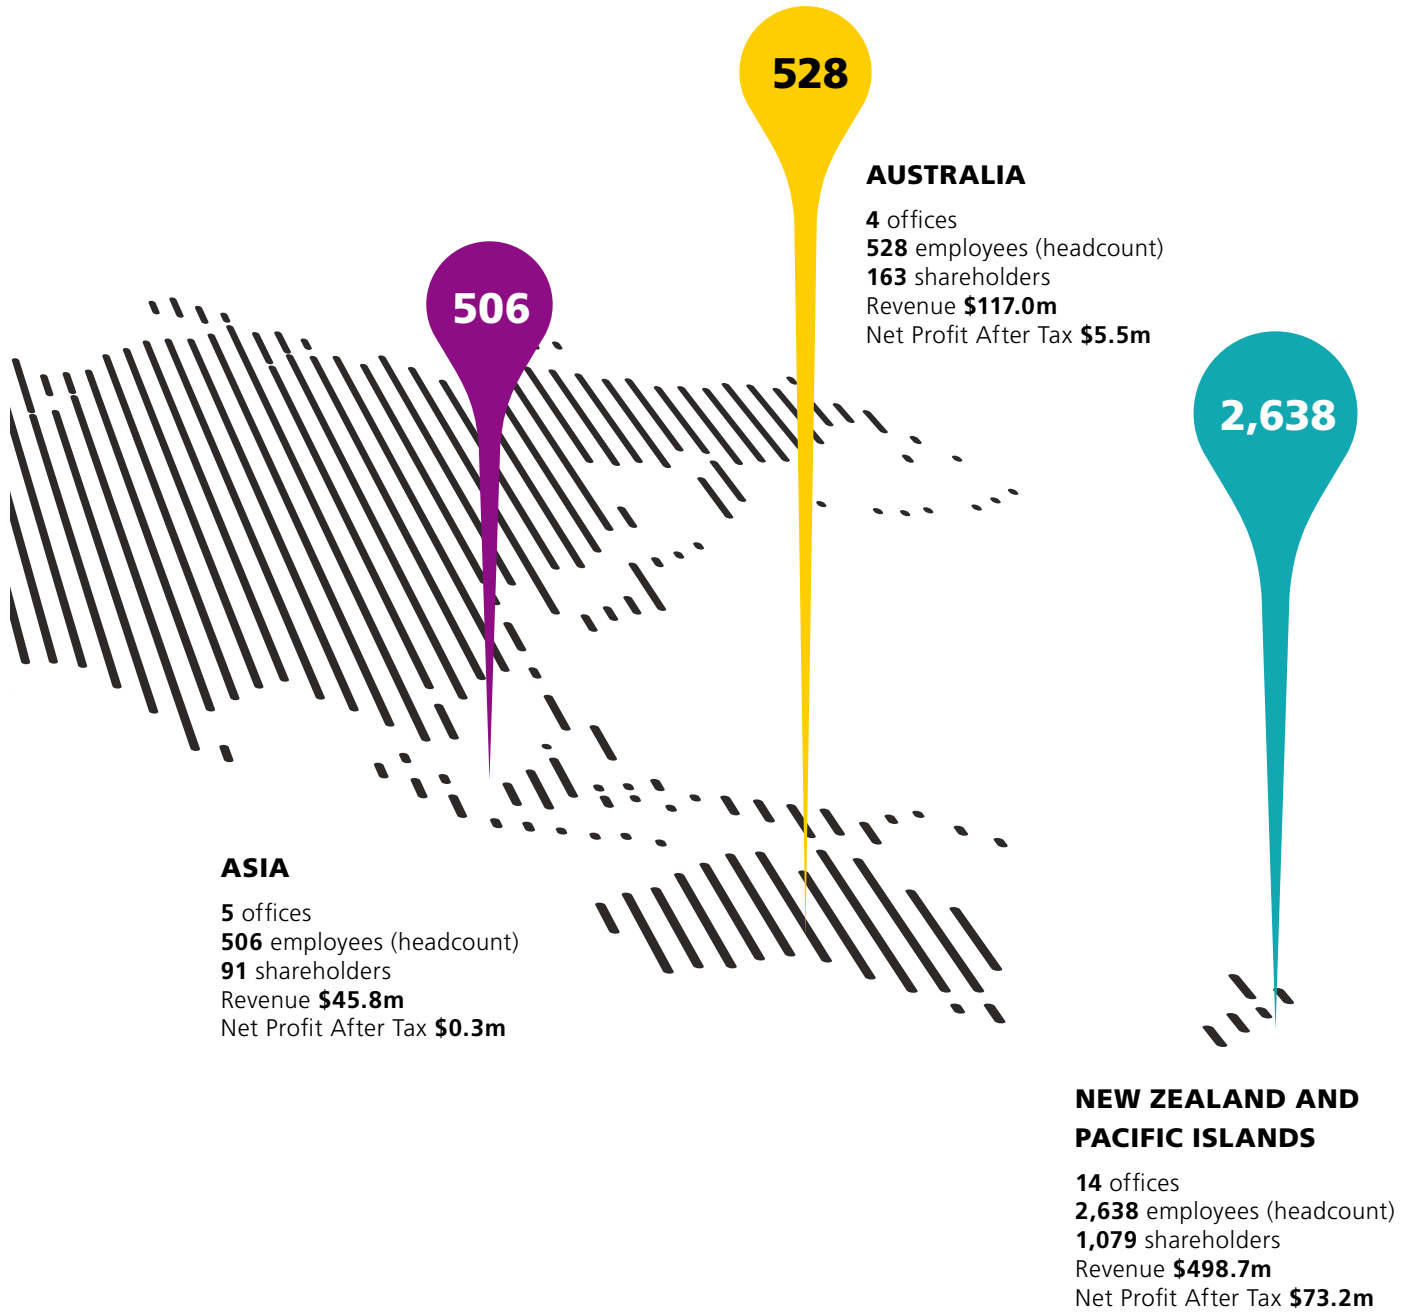 528
AUSTRALIA
4 offices
528 employees (headcount)
163 shareholders
Revenue $117.0m
Net Profit After Tax $5.5m
506
2,638
ASIA
5 offices
506 employees (headcount)
91 shareholders
Revenue $45.8m
Net Profit After Tax $0.3m
NEW ZEALAND AND
PACIFIC ISLANDS
14 offices
2,638 employees (headcount)
1,079 shareholders
Revenue $498.7m
Net Profit After Tax $73.2m